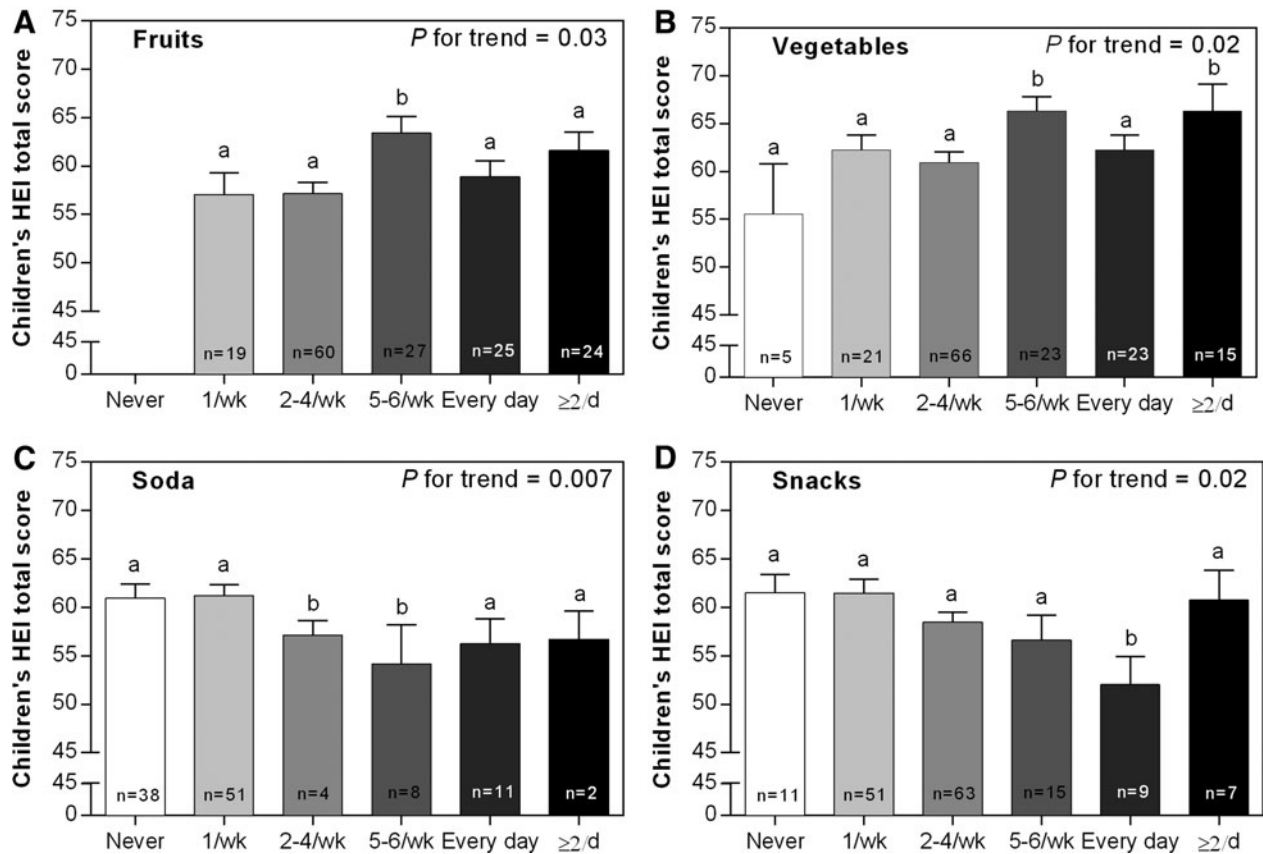 A
Fruits
P for trend = 0.03
Children's HEI total score
75
70
65
60
55
50
45
45
0
a
a
b
a
a
n=19
n=60
n=27
n=25
n=24
Never
1/wk
2-4/wk
5-6/wk
Every day
≥2/d
B
Vegetables
P for trend = 0.02
Children's HEI total score
75
70
65
60
55
50
45
45
0
a
a
a
b
a
b
n=5
n=21
n=66
n=23
n=23
n=15
Never
1/wk
2-4/wk
5-6/wk
Every day
≥2/d
C
Soda
P for trend = 0.007
Children's HEI total score
75
70
65
60
55
50
45
45
0
a
a
b
b
a
a
n=38
n=51
n=4
n=8
n=11
n=2
Never
1/wk
2-4/wk
5-6/wk
Every day
≥2/d
D
Snacks
P for trend = 0.02
Children's HEI total score
75
70
65
60
55
50
45
45
0
a
a
a
a
b
a
n=11
n=51
n=63
n=15
n=9
n=7
Never
1/wk
2-4/wk
5-6/wk
Every day
≥2/d